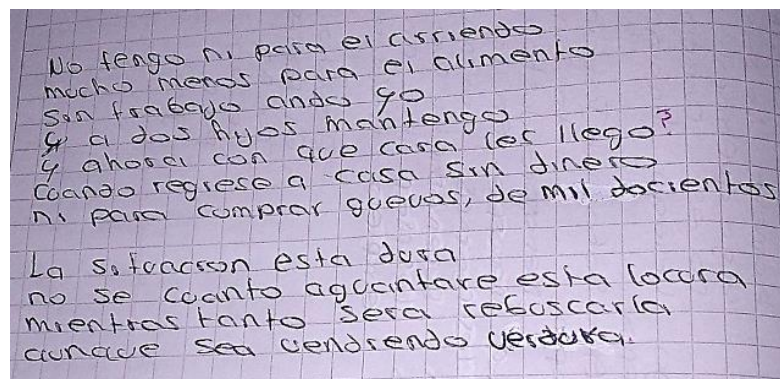 No tengo ni para el arriendo
mucho menos para el alimento
sin trabajo ando yo
y a dos hyos mantengo
y ahora con que cara les llego?
cuando regrese a casa sin dinero
ni para comprar guevos, de mil docientos
La situacion esta dura
no se cuanto aguantare esta locura
mientras tanto sera rebuscarla
aunque sea vendiendo verdura.